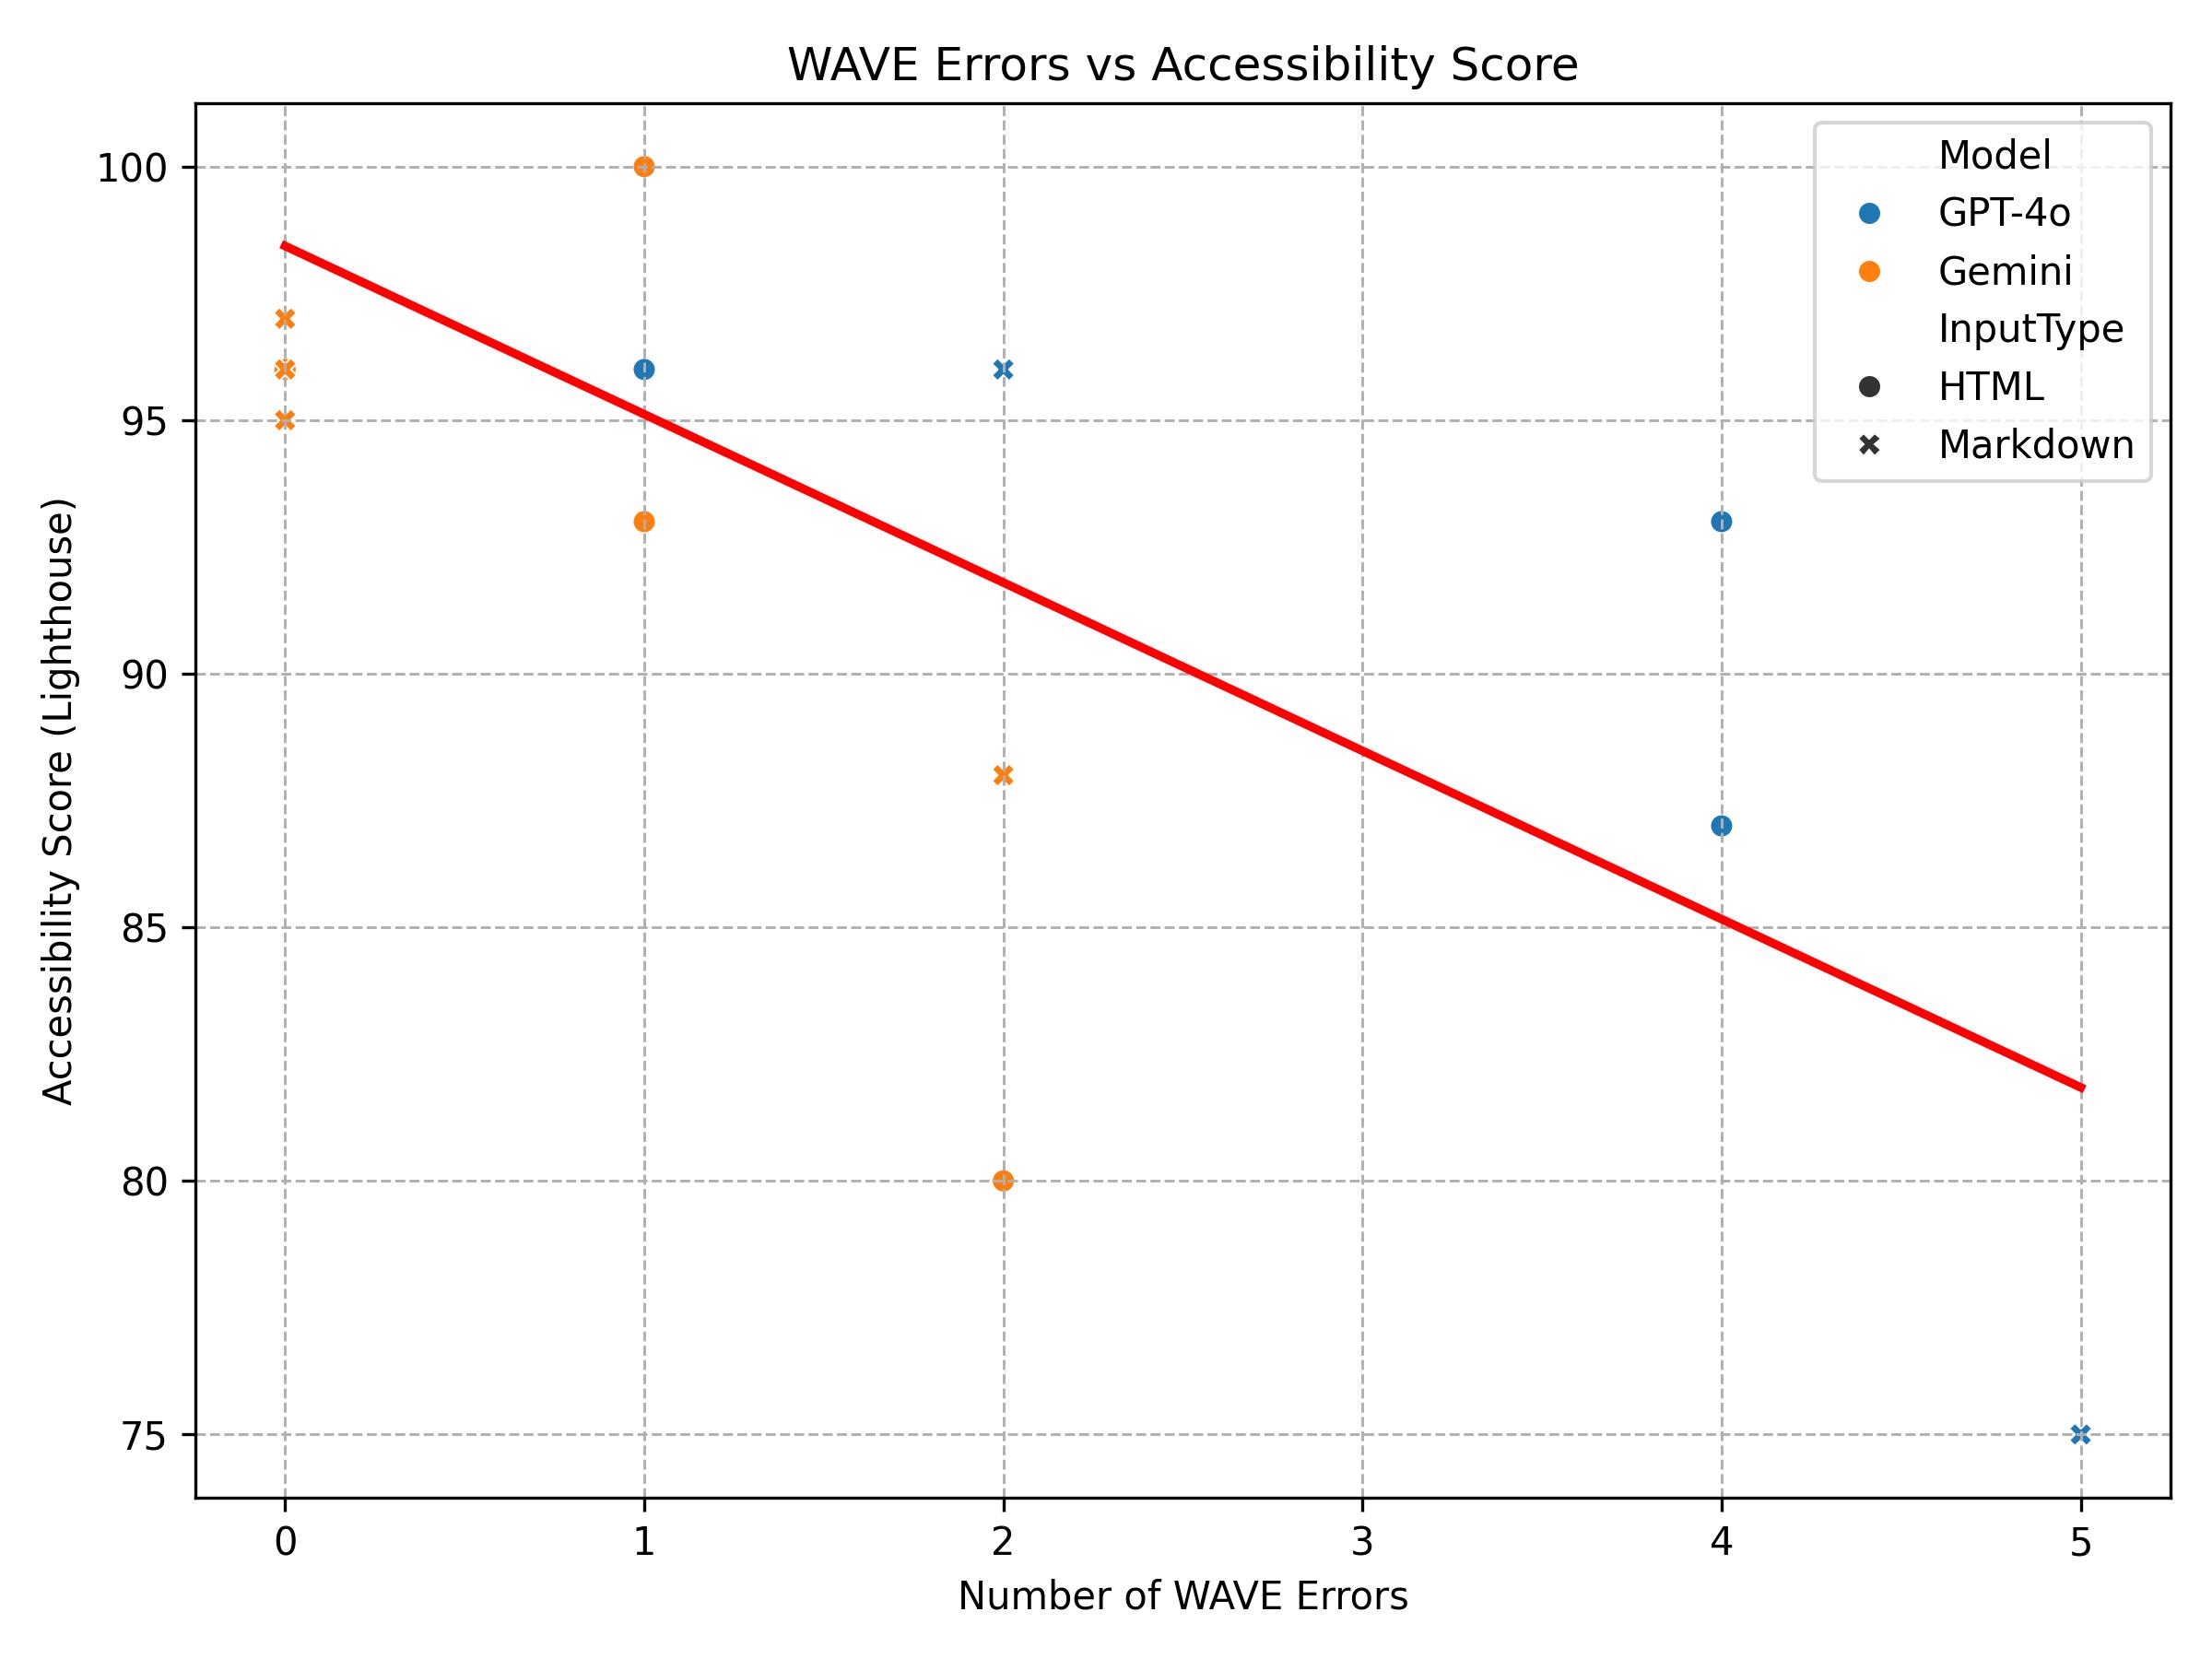 WAVE Errors vs Accessibility Score
Accessibility Score (Lighthouse)
100
95
90
85
80
75
Model
GPT-4o
Gemini
InputType
HTML
Markdown
0 1 2 3 4 5
Number of WAVE Errors